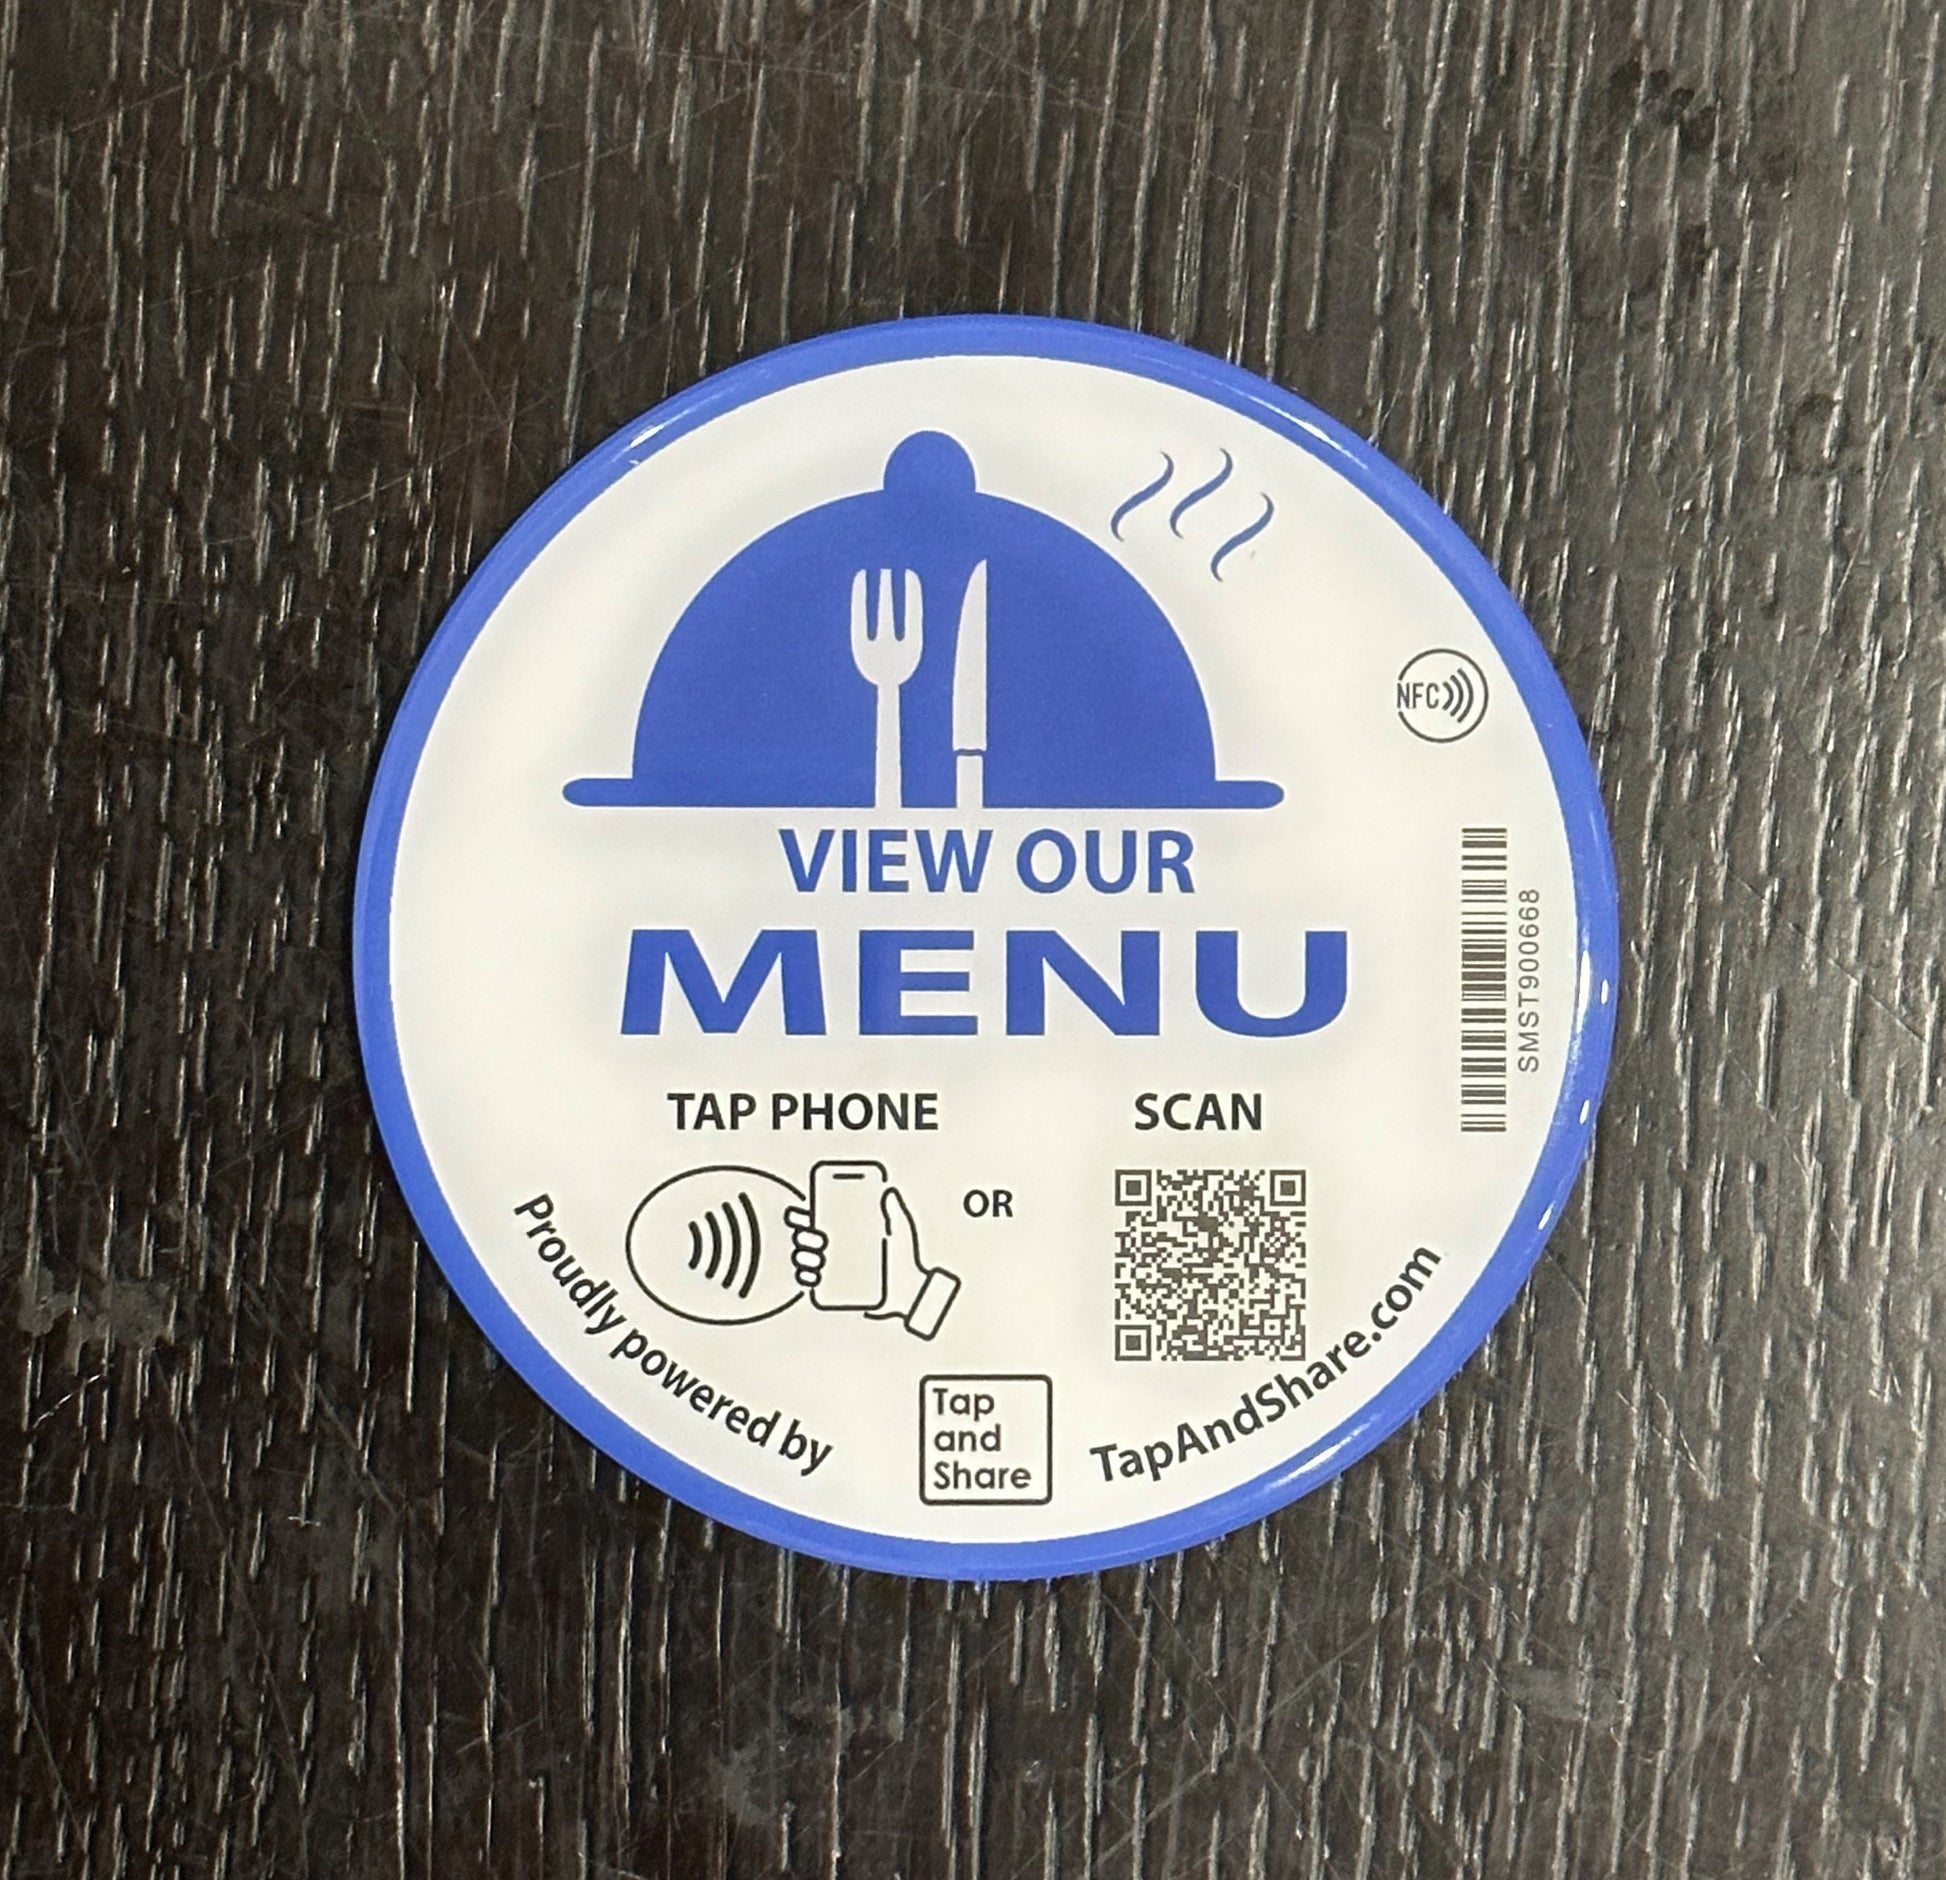 NFC
VIEW OUR
MENU
SMST900668
TAP PHONE
SCAN
OR
Proudly powered by
Tap
and
Share
TapAndShare.com